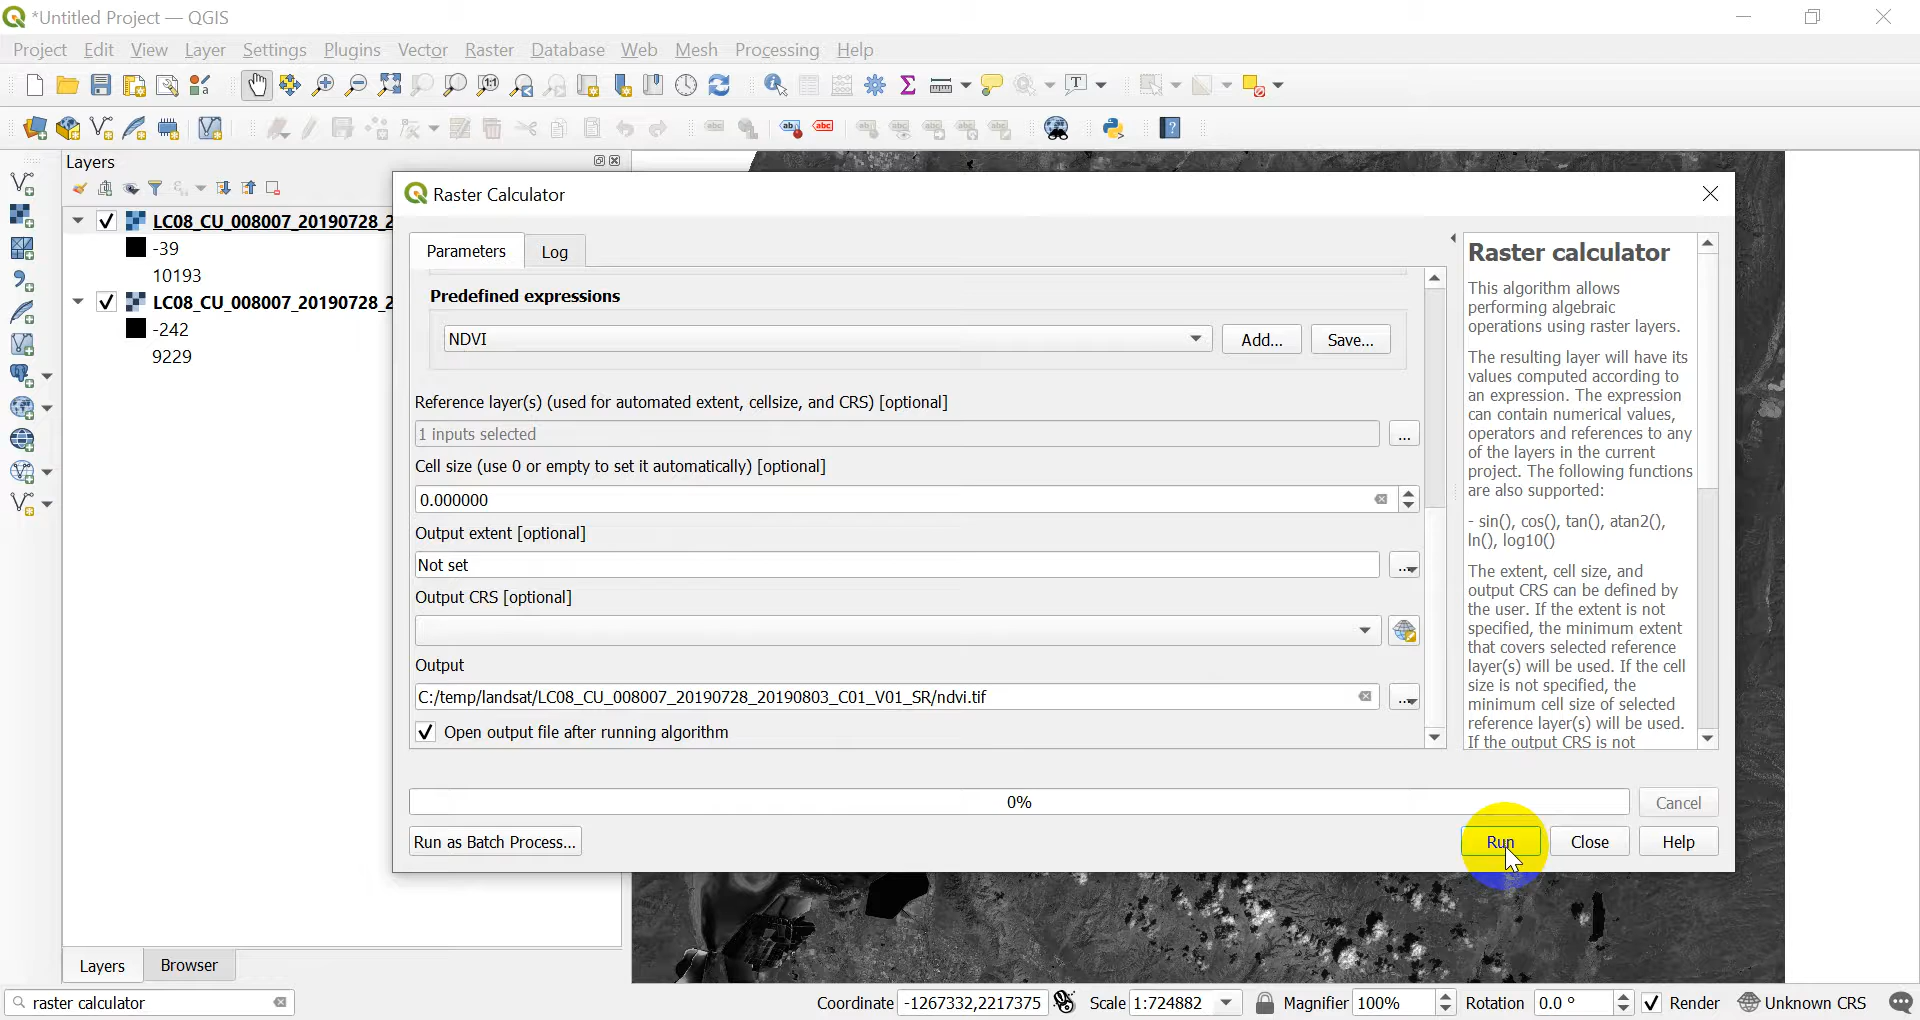 *Untitled Project — QGIS
Project Edit View Layer Settings Plugins Vector Raster Database Web Mesh Processing Help
Layers
LC08_CU_008007_20190728_2
-39
10193
LC08_CU_008007_20190728_2
-242
9229
Raster Calculator
Parameters Log
Predefined expressions
NDVI Add... Save...
Reference layer(s) (used for automated extent, cellsize, and CRS) [optional]
1 inputs selected ...
Cell size (use 0 or empty to set it automatically) [optional]
0.000000
Output extent [optional]
Not set ...
Output CRS [optional]
Output
C:/temp/landsat/LC08_CU_008007_20190728_20190803_C01_V01_SR/ndvi.tif ...
Open output file after running algorithm
Raster calculator
This algorithm allows
performing algebraic
operations using raster layers.
The resulting layer will have its
values computed according to
an expression. The expression
can contain numerical values,
operators and references to any
of the layers in the current
project. The following functions
are also supported:
- sin(), cos(), tan(), atan2(),
ln(), log10()
The extent, cell size, and
output CRS can be defined by
the user. If the extent is not
specified, the minimum extent
that covers selected reference
layer(s) will be used. If the cell
size is not specified, the
minimum cell size of selected
reference layer(s) will be used.
If the output CRS is not
0% Cancel
Run as Batch Process... Run Close Help
Layers Browser
raster calculator Coordinate -1267332,2217375 Scale 1:724882 Magnifier 100% Rotation 0.0 ° Render Unknown CRS